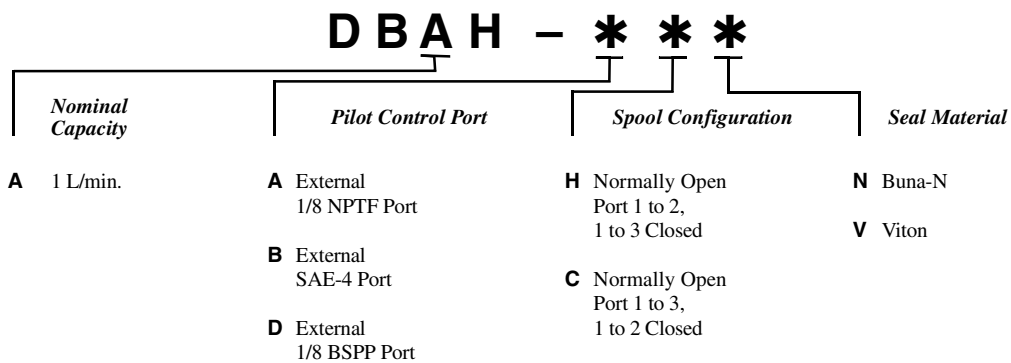 DBAH – ***
Nominal
Capacity
A 1 L/min.
Pilot Control Port
A External
1/8 NPTF Port
B External
SAE-4 Port
D External
1/8 BSPP Port
Spool Configuration
H Normally Open
Port 1 to 2,
1 to 3 Closed
C Normally Open
Port 1 to 3,
1 to 2 Closed
Seal Material
N Buna-N
V Viton